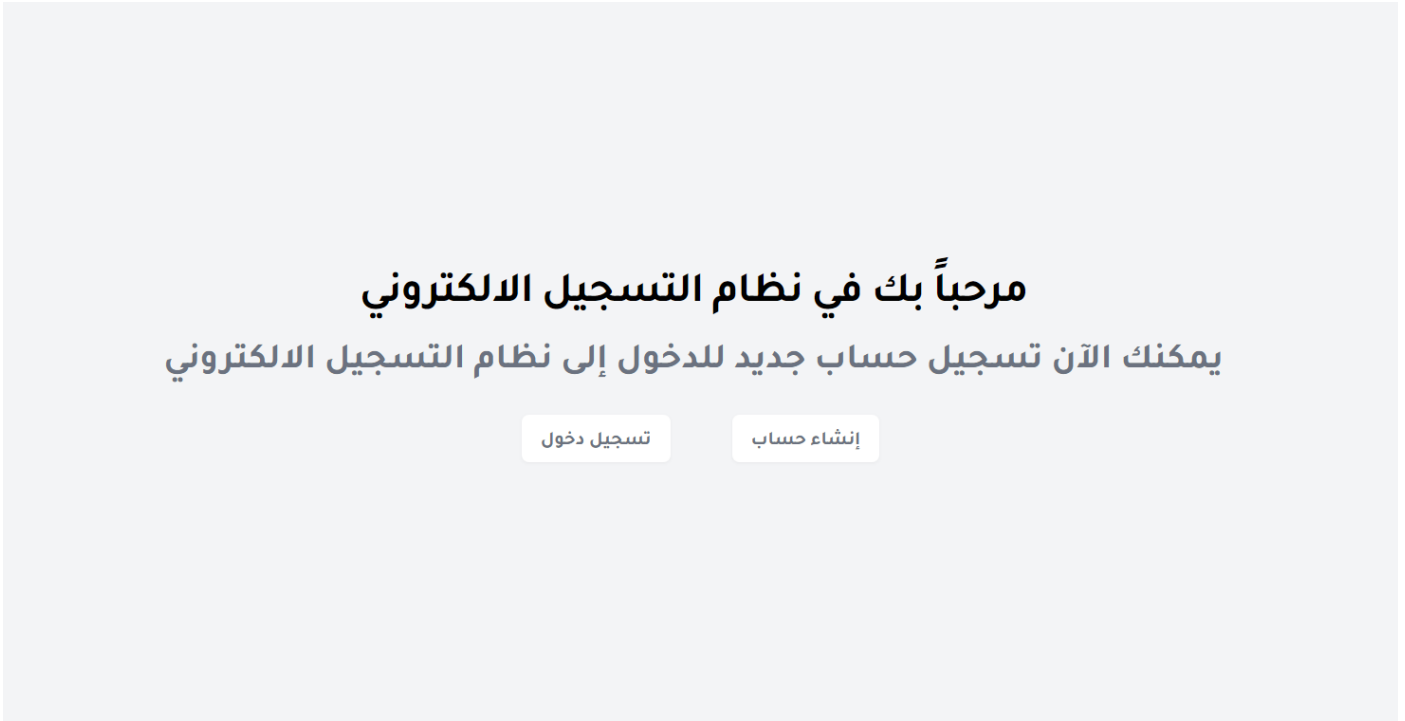 مرحباً بك في نظام التسجيل الالكتروني
يمكنك الآن تسجيل حساب جديد للدخول إلى نظام التسجيل الالكتروني
إنشاء حساب
تسجيل دخول